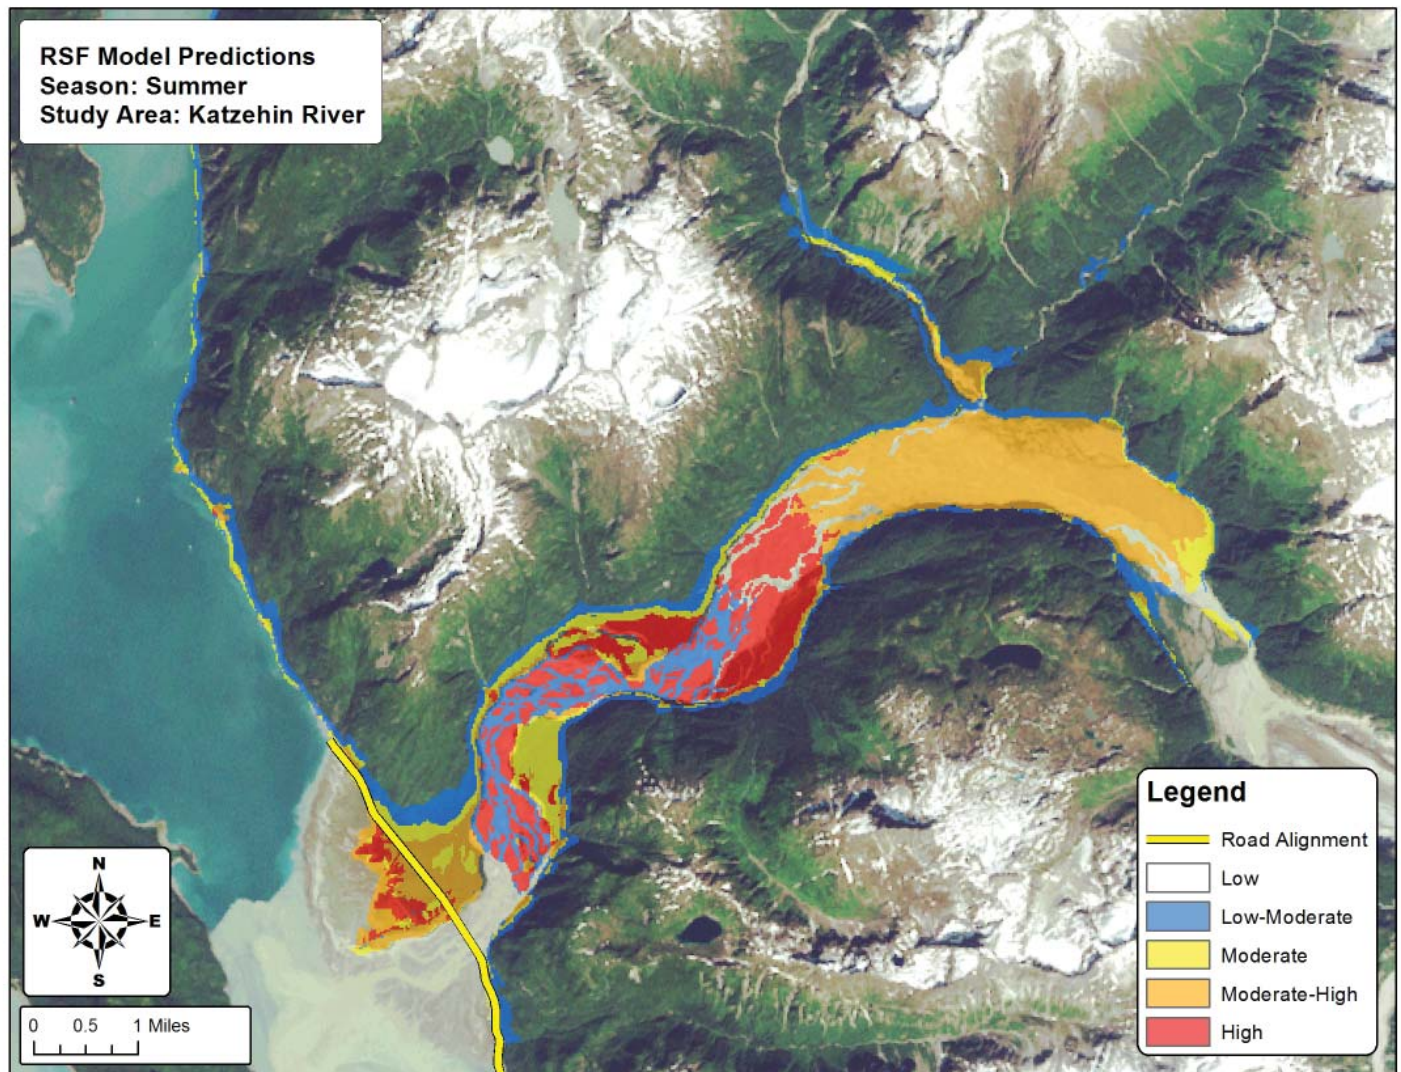 RSF Model Predictions
Season: Summer
Study Area: Katzehin River
N
W
E
S
0 0.5 1 Miles
Legend
Road Alignment
Low
Low-Moderate
Moderate
Moderate-High
High